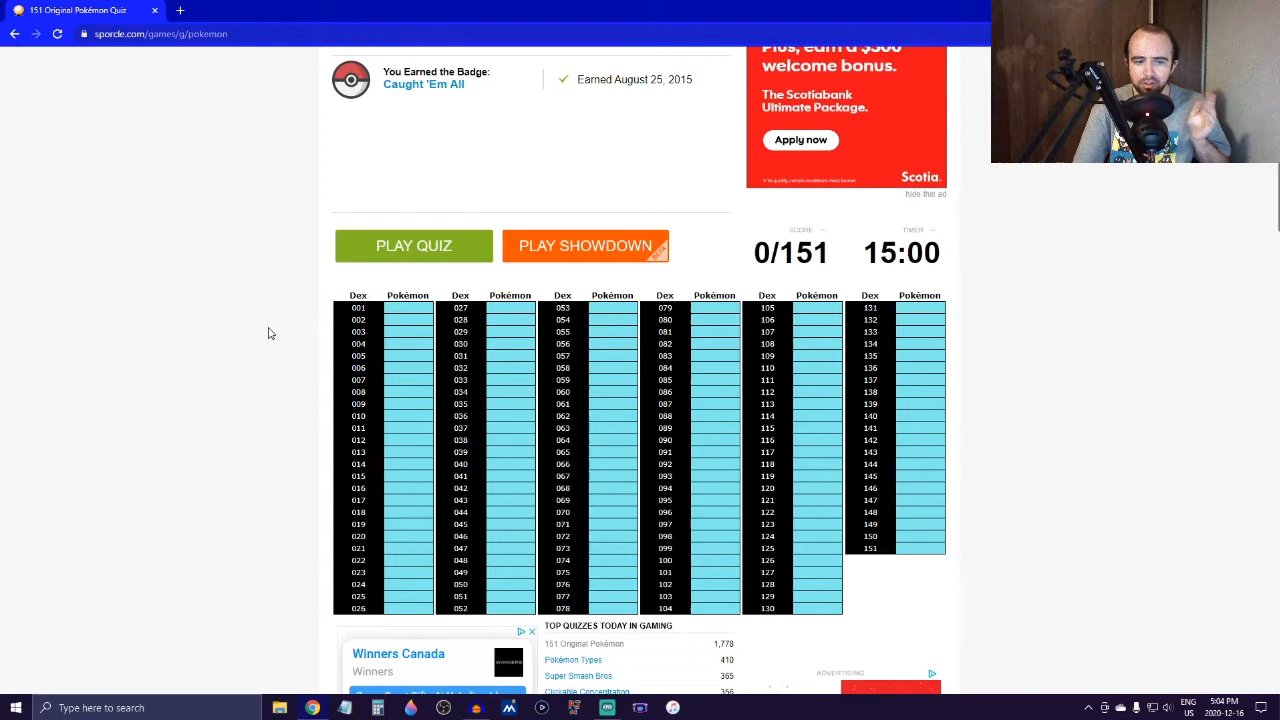 151 Original Pokémon Quiz
sporcle.com/games/g/pokemon
You Earned the Badge:
Caught 'Em All
Earned August 25, 2015
Plus, earn a $300
welcome bonus.
The Scotiabank
Ultimate Package.
Apply now
Scotia
hide this ad
PLAY QUIZ
PLAY SHOWDOWN
BETA
SCORE
TIMER
0/151
15:00
Dex Pokémon Dex Pokémon Dex Pokémon Dex Pokémon Dex Pokémon Dex Pokémon
001 027 053 079 105 131
002 028 054 080 106 132
003 029 055 081 107 133
004 030 056 082 108 134
005 031 057 083 109 135
006 032 058 084 110 136
007 033 059 085 111 137
008 034 060 086 112 138
009 035 061 087 113 139
010 036 062 088 114 140
011 037 063 089 115 141
012 038 064 090 116 142
013 039 065 091 117 143
014 040 066 092 118 144
015 041 067 093 119 145
016 042 068 094 120 146
017 043 069 095 121 147
018 044 070 096 122 148
019 045 071 097 123 149
020 046 072 098 124 150
021 047 073 099 125 151
022 048 074 100 126
023 049 075 101 127
024 050 076 102 128
025 051 077 103 129
026 052 078 104 130
Winners Canada
Winners
WINNERS
TOP QUIZZES TODAY IN GAMING
151 Original Pokémon 1,778
Pokémon Types 410
Super Smash Bros. 365
Clickable Concentration 356
ADVERTISING
Type here to search
ENG
US
5:04 PM
2020-12-16